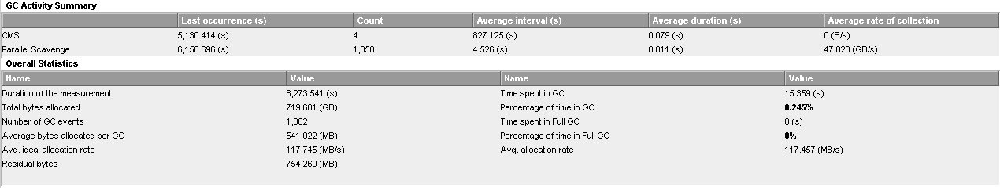 GC Activity Summary
Last occurrence (s) Count Average interval (s) Average duration (s) Average rate of collection
CMS 5,130.414 (s) 4 827.125 (s) 0.079 (s) 0 (B/s)
Parallel Scavenge 6,150.696 (s) 1,358 4.526 (s) 0.011 (s) 47.828 (GB/s)
Overall Statistics
Name Value Name Value
Duration of the measurement 6,273.541 (s) Time spent in GC 15.359 (s)
Total bytes allocated 719.601 (GB) Percentage of time in GC 0.245%
Number of GC events 1,362 Time spent in Full GC 0 (s)
Average bytes allocated per GC 541.022 (MB) Percentage of time in Full GC 0%
Avg. ideal allocation rate 117.745 (MB/s) Avg. allocation rate 117.457 (MB/s)
Residual bytes 754.269 (MB)